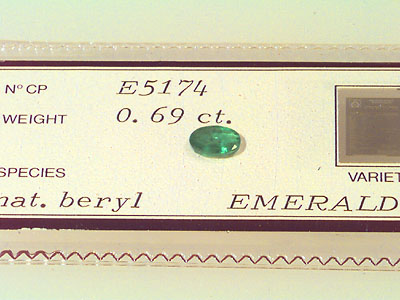 N° CP E5174
WEIGHT 0.69 ct.
SPECIES VARIET
nat. beryl EMERALD